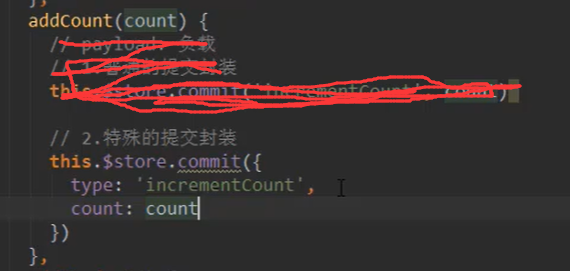 },
addCount(count) {
// payload: 负载
// 1.普通的提交封装
this.$store.commit('incrementCount', count)
// 2.特殊的提交封装
this.$store.commit({
type: 'incrementCount',
count: count
})
},